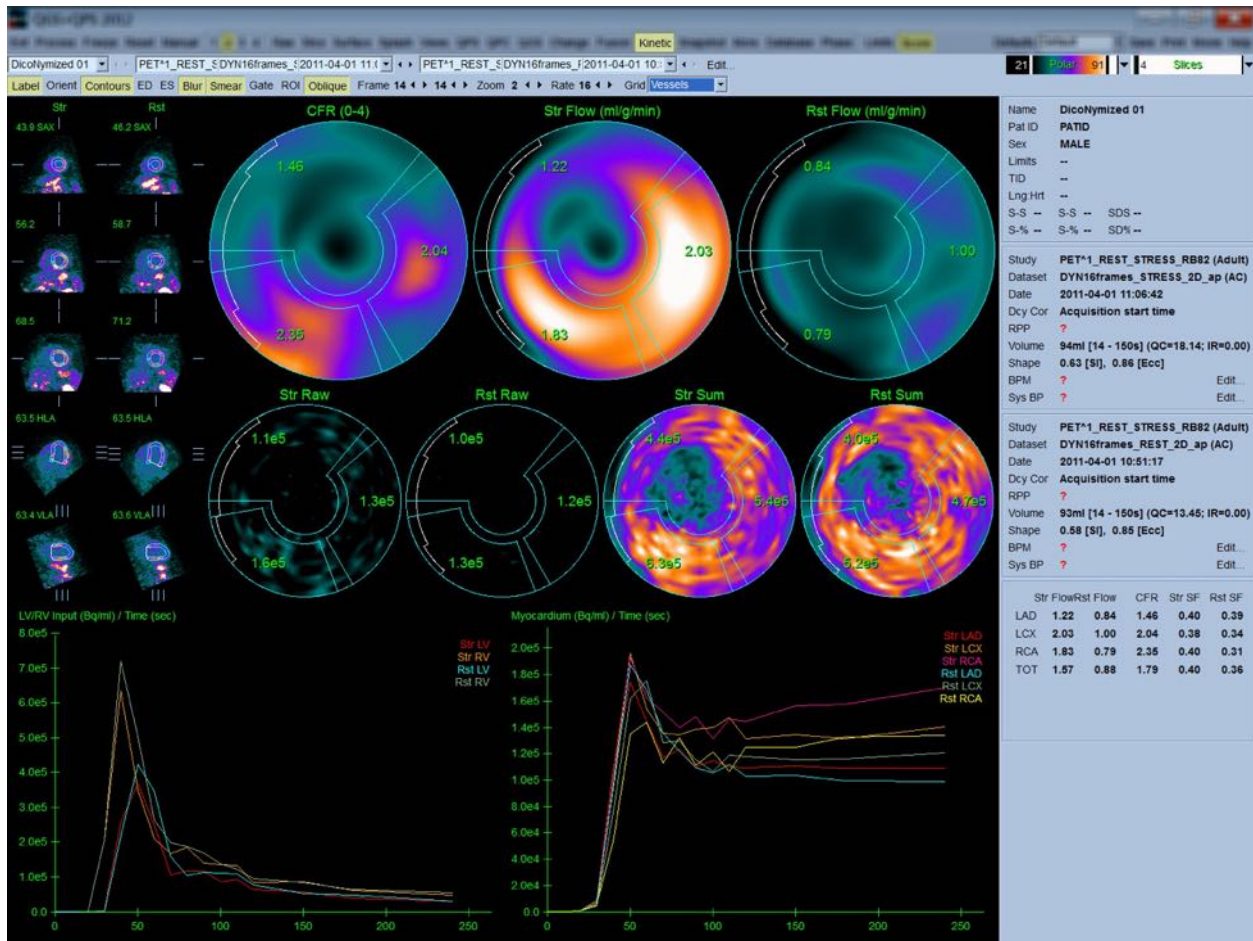 QGS+QPS 2012
Kinetic
DicoNymized 01 PET^1_REST_S DYN16frames_S 2011-04-01 11:0 PET^1_REST_S DYN16frames_F 2011-04-01 10: Edit...
21 Polar 91 4 Slices
Label Orient Contours ED ES Blur Smear Gate ROI Oblique Frame 14 14 Zoom 2 Rate 16 Grid Vessels
Str Rst
43.9 SAX 46.2 SAX
56.2 58.7
68.5 71.2
63.5 HLA 63.5 HLA
63.4 VLA 63.6 VLA
CFR (0-4) Str Flow (ml/g/min) Rst Flow (ml/g/min)
1.46 1.22 0.84
2.04 2.03 1.00
2.35 1.83 0.79
Str Raw Rst Raw Str Sum Rst Sum
1.1e5 1.0e5 4.4e5 4.0e5
1.3e5 1.2e5 5.4e5 4.7e5
1.6e5 1.3e5 6.3e5 5.2e5
LV/RV Input (Bq/ml) / Time (sec)
8.0e5
7.0e5
6.0e5
5.0e5
4.0e5
3.0e5
2.0e5
1.0e5
0.0
0 50 100 150 200 250
Str LV
Str RV
Rst LV
Rst RV
Myocardium (Bq/ml) / Time (sec)
2.0e5
1.8e5
1.6e5
1.4e5
1.2e5
1.0e5
8.0e4
6.0e4
4.0e4
2.0e4
0.0
0 50 100 150 200 250
Str LAD
Str LCX
Str RCA
Rst LAD
Rst LCX
Rst RCA
Name DicoNymized 01
Pat ID PATID
Sex MALE
Limits --
TID --
Lng:Hrt --
S-S -- S-S -- SDS --
S-% -- S-% -- SD% --
Study PET^1_REST_STRESS_RB82 (Adult)
Dataset DYN16frames_STRESS_2D_ap (AC)
Date 2011-04-01 11:06:42
Dcy Cor Acquisition start time
RPP ?
Volume 94ml [14 - 150s] (QC=18.14; IR=0.00)
Shape 0.63 [SI], 0.86 [Ecc]
BPM ? Edit...
Sys BP ? Edit...
Study PET^1_REST_STRESS_RB82 (Adult)
Dataset DYN16frames_REST_2D_ap (AC)
Date 2011-04-01 10:51:17
Dcy Cor Acquisition start time
RPP ?
Volume 93ml [14 - 150s] (QC=13.45; IR=0.00)
Shape 0.58 [SI], 0.85 [Ecc]
BPM ? Edit...
Sys BP ? Edit...
Str Flow Rst Flow CFR Str SF Rst SF
LAD 1.22 0.84 1.46 0.40 0.39
LCX 2.03 1.00 2.04 0.38 0.34
RCA 1.83 0.79 2.35 0.40 0.31
TOT 1.57 0.88 1.79 0.40 0.36